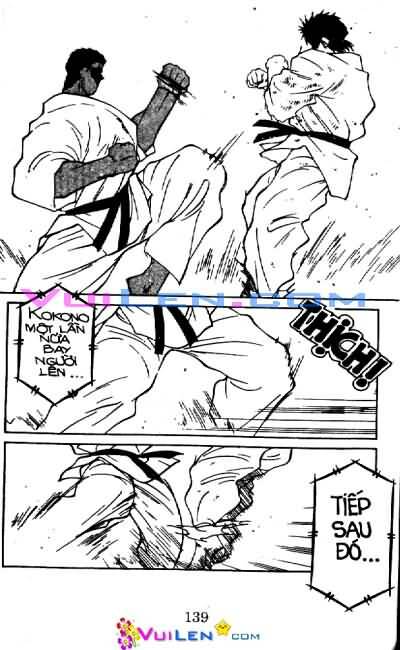 VuiLen.com
KOKONO
MỘT LẦN
NỮA
BAY
NGƯỜI
LÊN...
THỊCH!
TIẾP
SAU
ĐÓ...
139
VuiLen.com